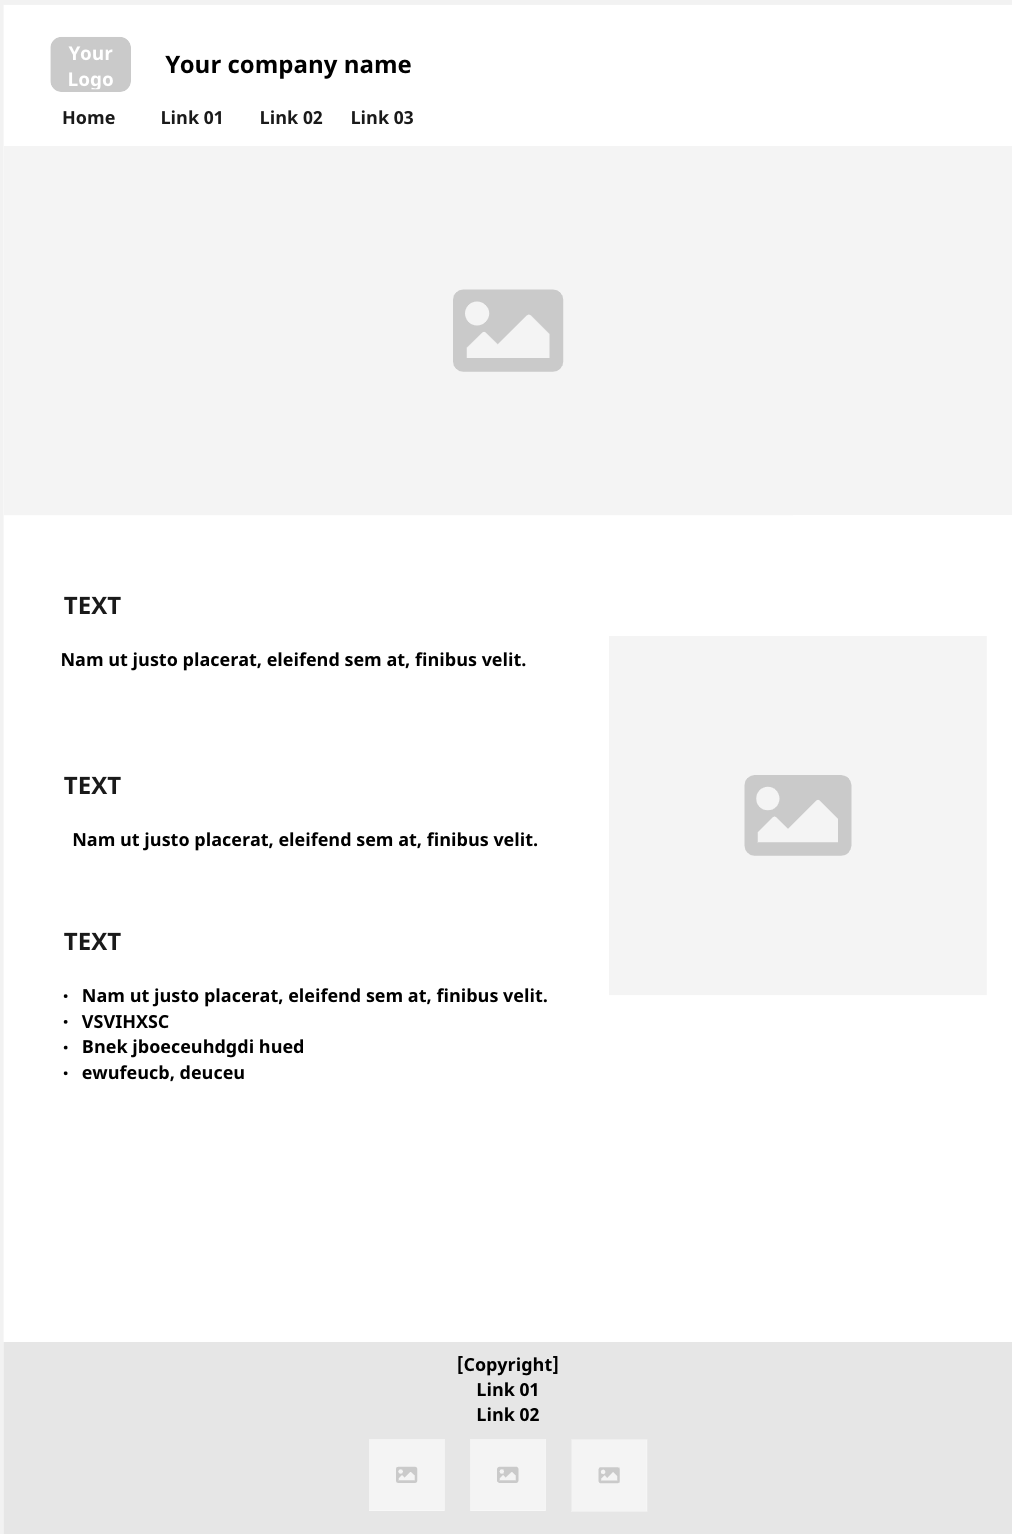 Your
Logo
Your company name
Home Link 01 Link 02 Link 03
TEXT
Nam ut justo placerat, eleifend sem at, finibus velit.
TEXT
Nam ut justo placerat, eleifend sem at, finibus velit.
TEXT
· Nam ut justo placerat, eleifend sem at, finibus velit.
· VSVIHXSC
· Bnek jboeceuhdgdi hued
· ewufeucb, deuceu
[Copyright]
Link 01
Link 02